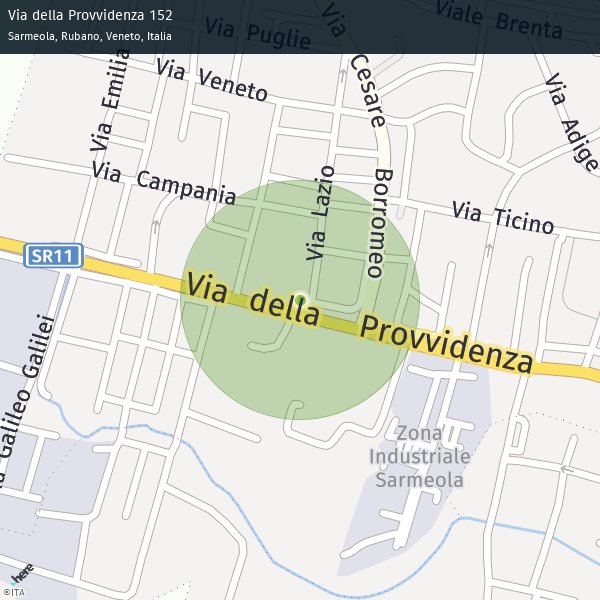 Via della Provvidenza 152
Sarmeola, Rubano, Veneto, Italia
Via Puglie
Via Cesare Borromeo
Viale Brenta
Via Emilia
Via Veneto
Via Adige
Via Campania
Via Lazio
Via Ticino
SR11
Via della Provvidenza
Galileo Galilei
Zona
Industriale
Sarmeola
here
©ITA